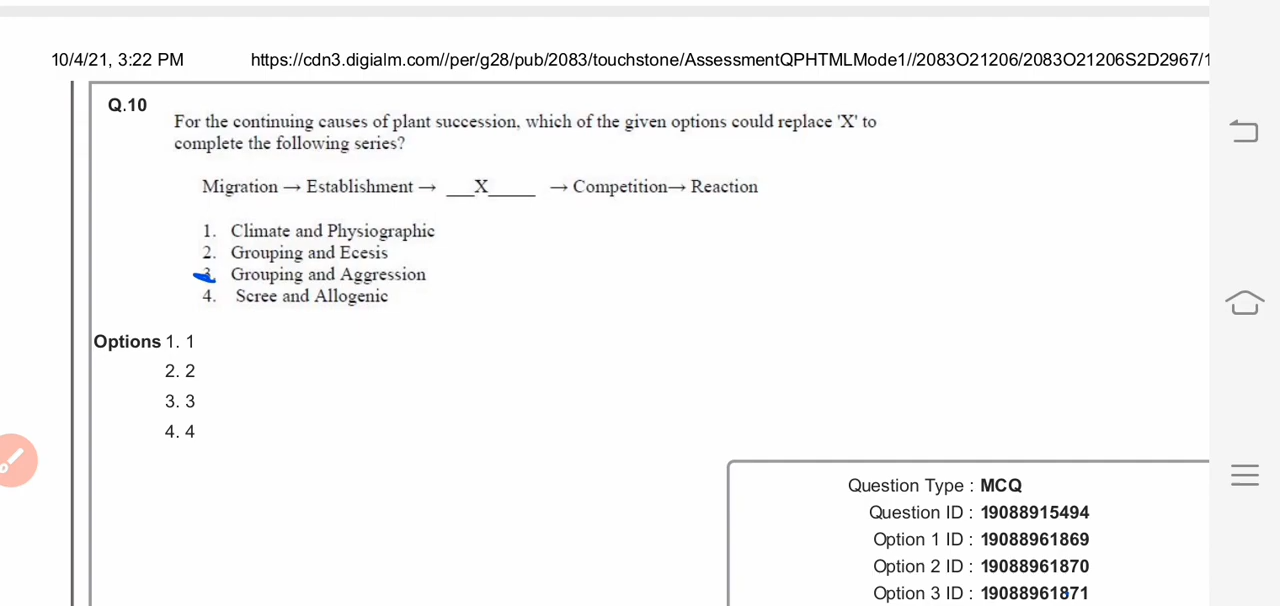 10/4/21, 3:22 PM https://cdn3.digialm.com//per/g28/pub/2083/touchstone/AssessmentQPHTMLMode1//2083O21206/2083O21206S2D2967/1
Q.10
For the continuing causes of plant succession, which of the given options could replace 'X' to
complete the following series?
Migration → Establishment → ___X_____ → Competition→ Reaction
1. Climate and Physiographic
2. Grouping and Ecesis
3. Grouping and Aggression
4. Scree and Allogenic
Options 1. 1
2. 2
3. 3
4. 4
Question Type : MCQ
Question ID : 19088915494
Option 1 ID : 19088961869
Option 2 ID : 19088961870
Option 3 ID : 19088961871